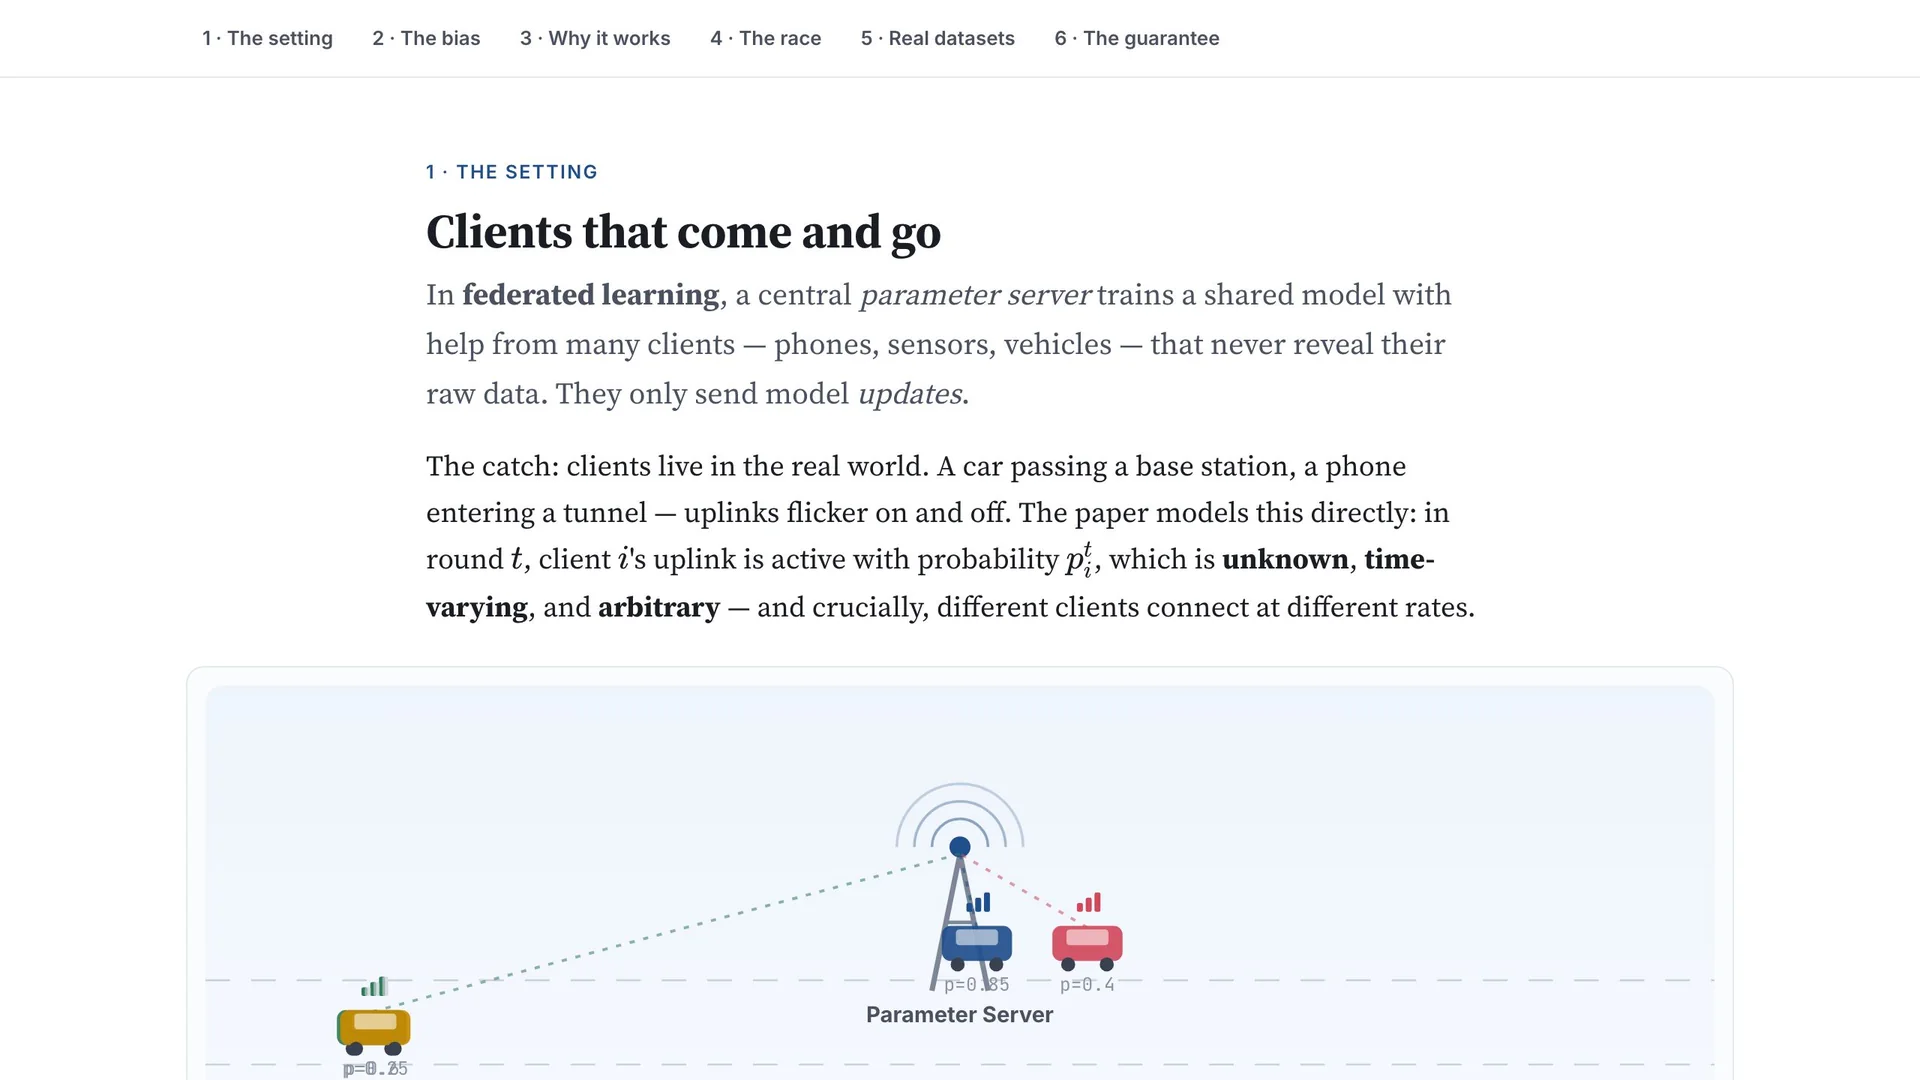 1 · The setting 2 · The bias 3 · Why it works 4 · The race 5 · Real datasets 6 · The guarantee
1 · THE SETTING
Clients that come and go
In federated learning, a central parameter server trains a shared model with
help from many clients — phones, sensors, vehicles — that never reveal their
raw data. They only send model updates.
The catch: clients live in the real world. A car passing a base station, a phone
entering a tunnel — uplinks flicker on and off. The paper models this directly: in
round t, client i's uplink is active with probability p_i^t, which is unknown, time-
varying, and arbitrary — and crucially, different clients connect at different rates.
p=0.85 p=0.4
Parameter Server